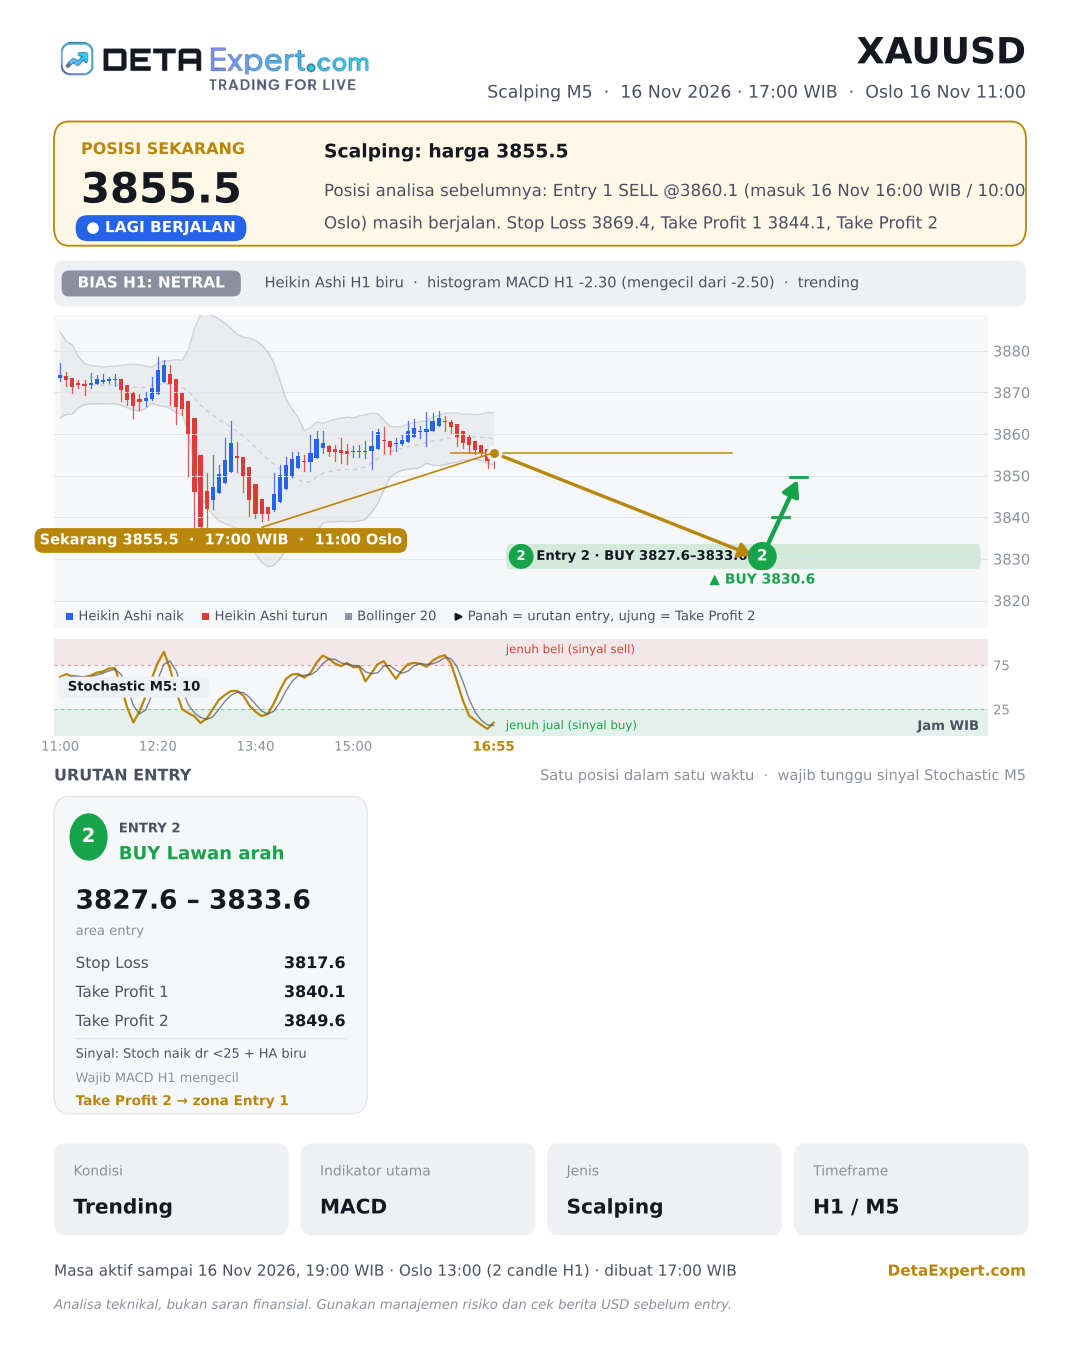 DETA Expert.com
TRADING FOR LIVE
XAUUSD
Scalping M5 · 16 Nov 2026 · 17:00 WIB · Oslo 16 Nov 11:00
POSISI SEKARANG
3855.5
● LAGI BERJALAN
Scalping: harga 3855.5
Posisi analisa sebelumnya: Entry 1 SELL @3860.1 (masuk 16 Nov 16:00 WIB / 10:00
Oslo) masih berjalan. Stop Loss 3869.4, Take Profit 1 3844.1, Take Profit 2
BIAS H1: NETRAL
Heikin Ashi H1 biru · histogram MACD H1 -2.30 (mengecil dari -2.50) · trending
3880
3870
3860
3850
3840
3830
3820
Sekarang 3855.5 · 17:00 WIB · 11:00 Oslo
2 Entry 2 · BUY 3827.6–3833.6
2
▲ BUY 3830.6
Heikin Ashi naik
Heikin Ashi turun
Bollinger 20
Panah = urutan entry, ujung = Take Profit 2
jenuh beli (sinyal sell)
75
Stochastic M5: 10
25
jenuh jual (sinyal buy)
Jam WIB
11:00 12:20 13:40 15:00 16:55
URUTAN ENTRY
Satu posisi dalam satu waktu · wajib tunggu sinyal Stochastic M5
2
ENTRY 2
BUY Lawan arah
3827.6 – 3833.6
area entry
Stop Loss 3817.6
Take Profit 1 3840.1
Take Profit 2 3849.6
Sinyal: Stoch naik dr <25 + HA biru
Wajib MACD H1 mengecil
Take Profit 2 → zona Entry 1
Kondisi
Trending
Indikator utama
MACD
Jenis
Scalping
Timeframe
H1 / M5
Masa aktif sampai 16 Nov 2026, 19:00 WIB · Oslo 13:00 (2 candle H1) · dibuat 17:00 WIB
DetaExpert.com
Analisa teknikal, bukan saran finansial. Gunakan manajemen risiko dan cek berita USD sebelum entry.